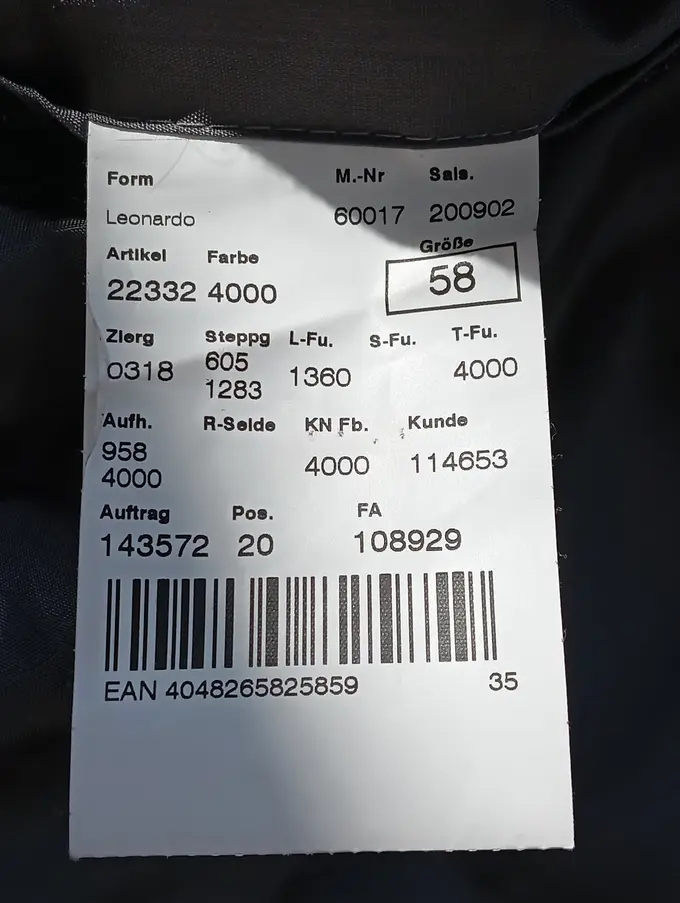 Form M.-Nr Sais.
Leonardo 60017 200902
Artikel Farbe Größe
22332 4000 58
Zierg Steppg L-Fu. S-Fu. T-Fu.
0318 605 1360 4000
1283
Aufh. R-Seide KN Fb. Kunde
958 4000 114653
4000
Auftrag Pos. FA
143572 20 108929
EAN 4048265825859 35